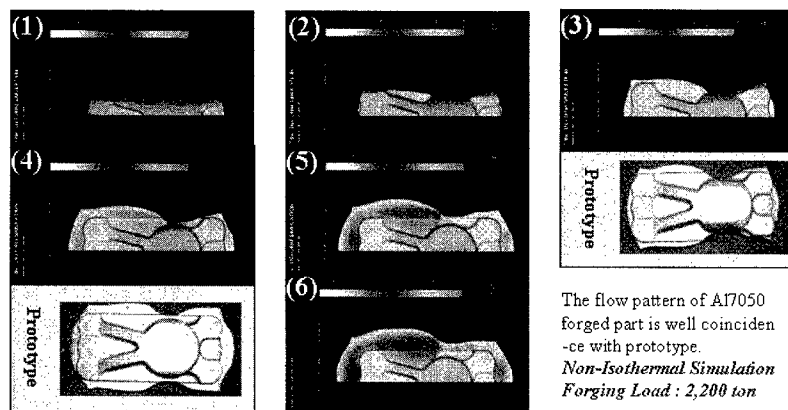 (1)
(2)
(3)
(4)
(5)
(6)
Prototype
Prototype
The flow pattern of Al7050
forged part is well coinciden
-ce with prototype.
Non-Isothermal Simulation
Forging Load : 2,200 ton